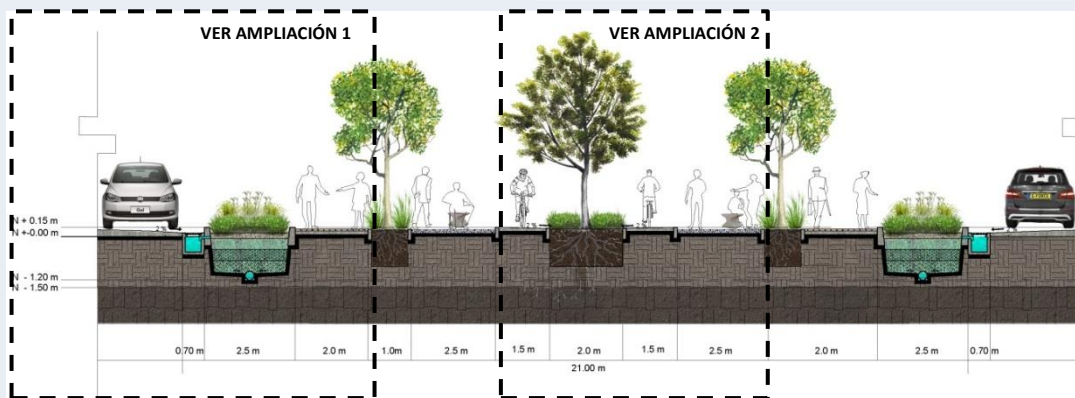 VER AMPLIACIÓN 1
VER AMPLIACIÓN 2
N + 0.15 m
N +-0.00 m
2 %
N - 1.20 m
N - 1.50 m
0.70 m 2.5 m 2.0 m 1.0m 2.5 m 1.5 m 2.0 m 1.5 m 2.5 m 2.0 m 2.5 m 0.70 m
21.00 m